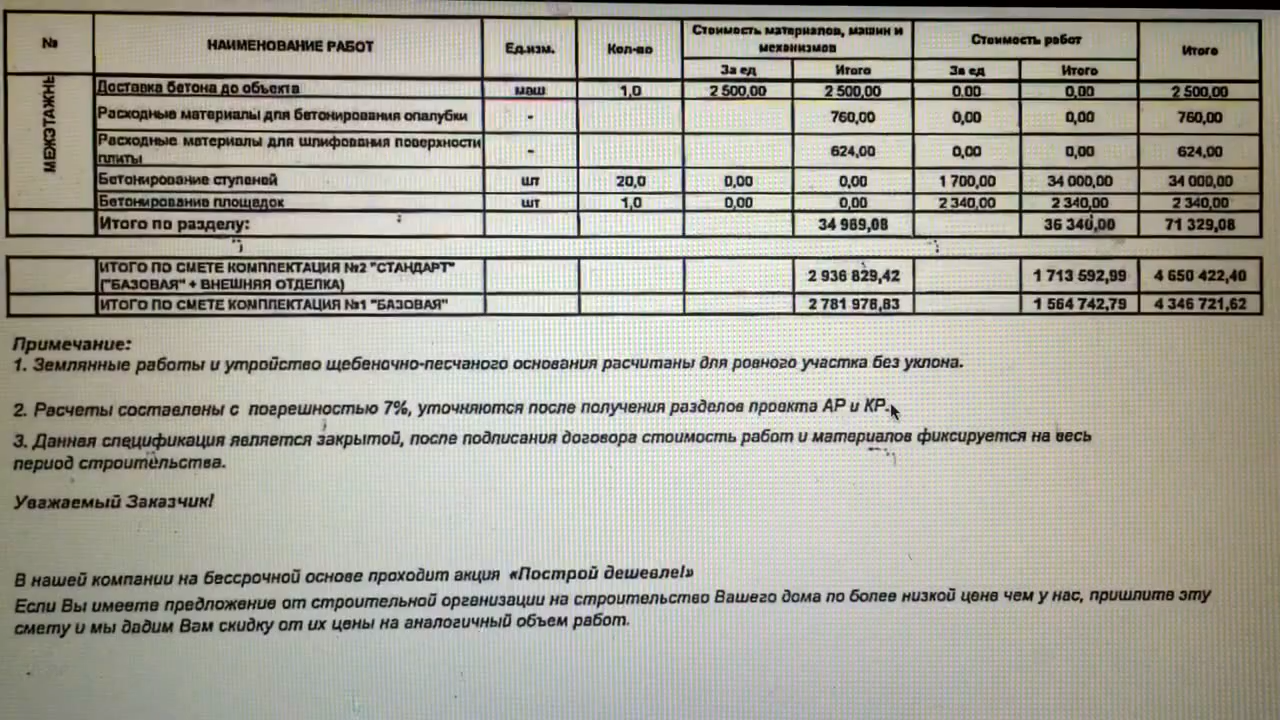 № НАИМЕНОВАНИЕ РАБОТ Ед.изм. Кол-во Стоимость материалов, машин и механизмов Стоимость работ Итого
За ед Итого За ед Итого
МЕЖЭТАЖНЬ
Доставка бетона до объекта маш 1,0 2 500,00 2 500,00 0,00 0,00 2 500,00
Расходные материалы для бетонирования опалубки - 760,00 0,00 0,00 760,00
Расходные материалы для шлифования поверхности
плиты - 624,00 0,00 0,00 624,00
Бетонирование ступеней шт 20,0 0,00 0,00 1 700,00 34 000,00 34 000,00
Бетонирование площадок шт 1,0 0,00 0,00 2 340,00 2 340,00 2 340,00
Итого по разделу: 34 989,08 36 340,00 71 329,08
ИТОГО ПО СМЕТЕ КОМПЛЕКТАЦИЯ №2 "СТАНДАРТ"
("БАЗОВАЯ" + ВНЕШНЯЯ ОТДЕЛКА) 2 936 829,42 1 713 592,99 4 650 422,40
ИТОГО ПО СМЕТЕ КОМПЛЕКТАЦИЯ №1 "БАЗОВАЯ" 2 781 978,83 1 564 742,79 4 346 721,62
Примечание:
1. Землянные работы и утройство щебеночно-песчаного основания расчитаны для ровного участка без уклона.
2. Расчеты составлены с погрешностью 7%, уточняются после получения разделов проекта АР и КР.
3. Данная спецификация является закрытой, после подписания договора стоимость работ и материалов фиксируется на весь
период строительства.
Уважаемый Заказчик!
В нашей компании на бессрочной основе проходит акция «Построй дешевле!»
Если Вы имеете предложение от строительной организации на строительство Вашего дома по более низкой цене чем у нас, пришлите эту
смету и мы дадим Вам скидку от их цены на аналогичный объем работ.